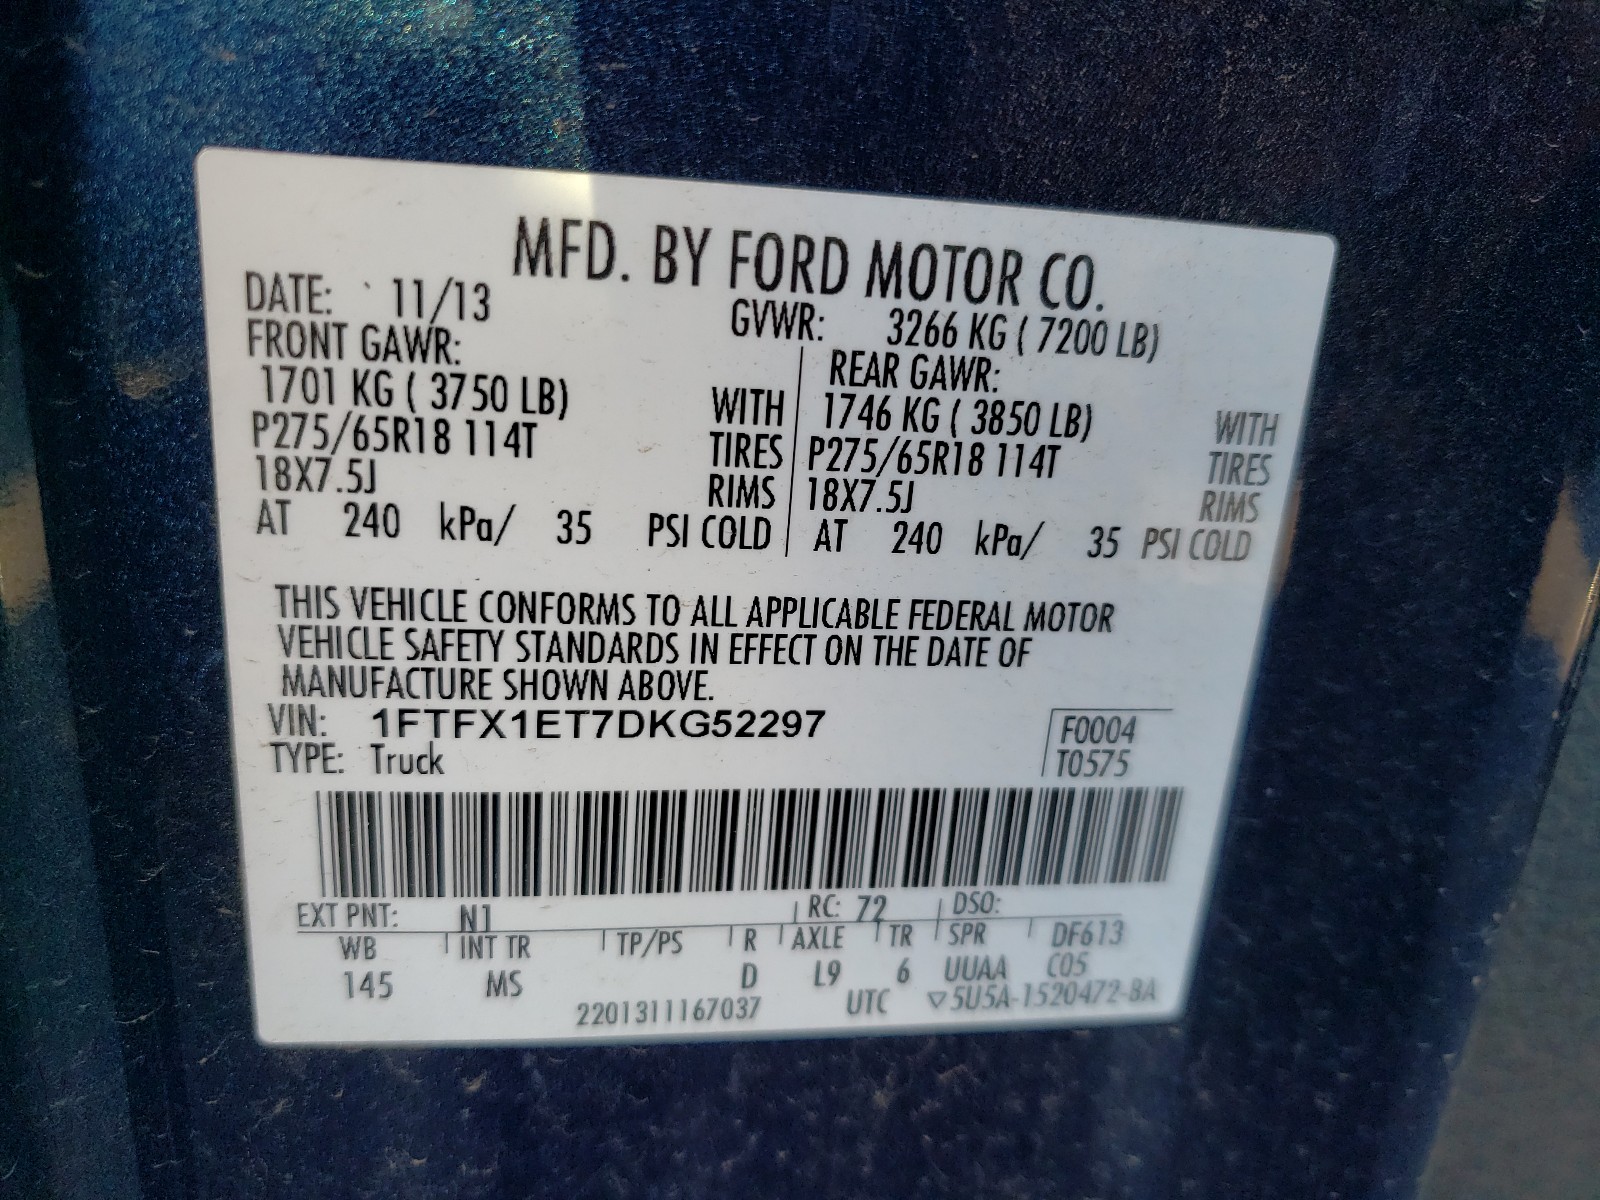 MFD. BY FORD MOTOR CO.
DATE: 11/13 GVWR: 3266 KG ( 7200 LB)
FRONT GAWR: REAR GAWR:
1701 KG ( 3750 LB) WITH 1746 KG ( 3850 LB) WITH
P275/65R18 114T TIRES P275/65R18 114T TIRES
18X7.5J RIMS 18X7.5J RIMS
AT 240 kPa/ 35 PSI COLD AT 240 kPa/ 35 PSI COLD
THIS VEHICLE CONFORMS TO ALL APPLICABLE FEDERAL MOTOR
VEHICLE SAFETY STANDARDS IN EFFECT ON THE DATE OF
MANUFACTURE SHOWN ABOVE.
VIN: 1FTFX1ET7DKG52297 F0004
TYPE: Truck T0575
EXT PNT: N1 RC: 72 DSO:
WB INT TR TP/PS R AXLE TR SPR DF613
145 MS D L9 6 UUAA C05
2201311167037 UTC ▽5U5A-1520472-BA